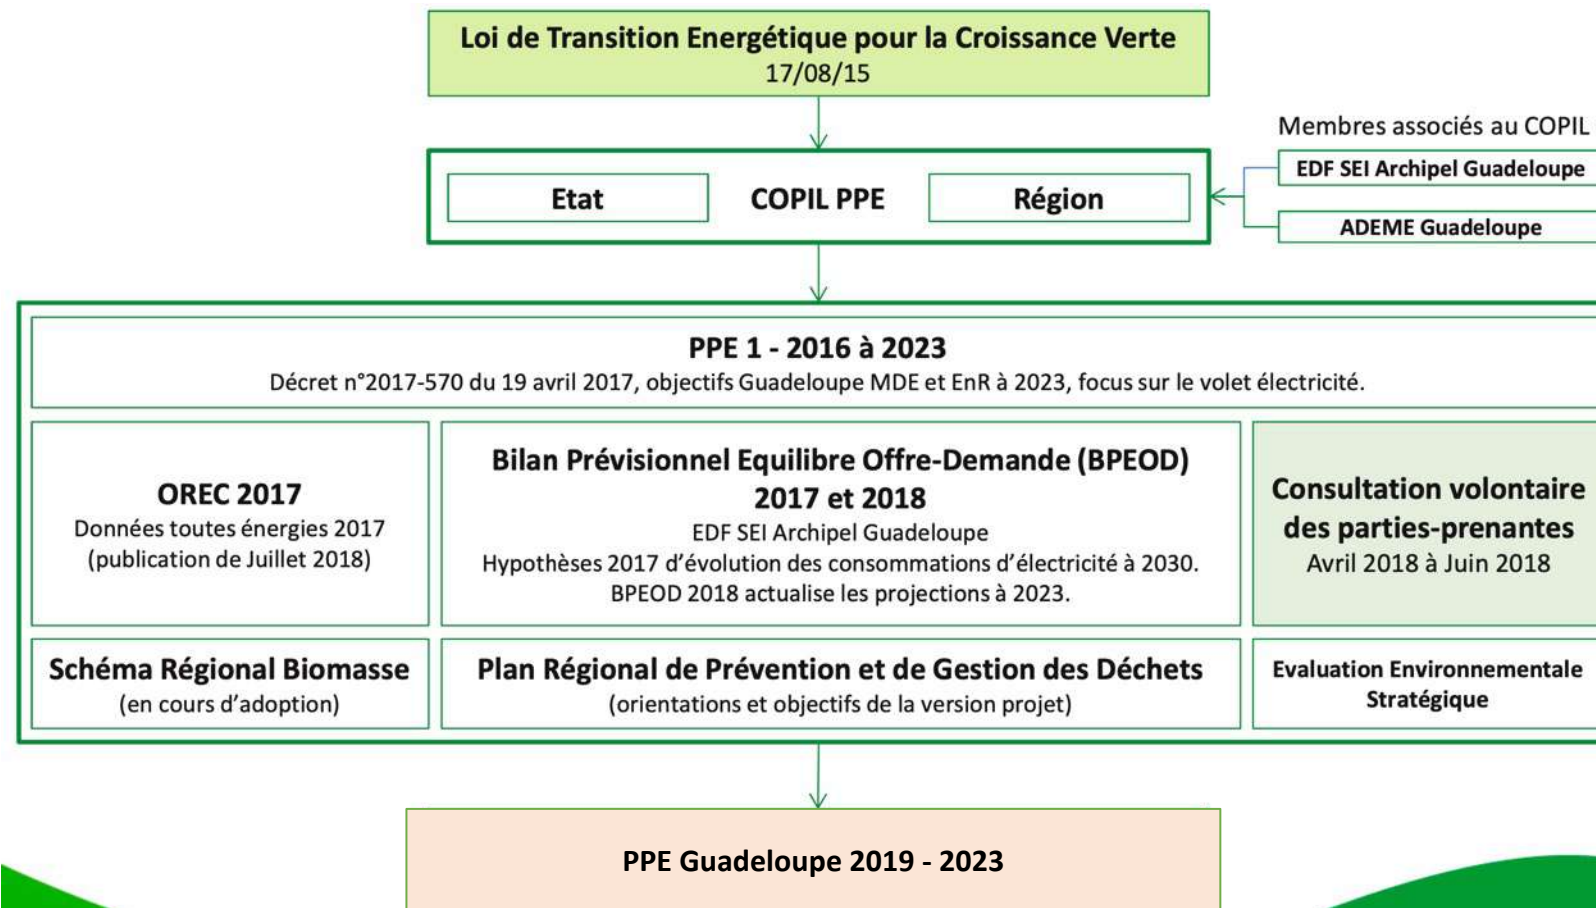 Loi de Transition Energétique pour la Croissance Verte
17/08/15
Membres associés au COPIL
EDF SEI Archipel Guadeloupe
ADEME Guadeloupe
Etat
COPIL PPE
Région
PPE 1 - 2016 à 2023
Décret n°2017-570 du 19 avril 2017, objectifs Guadeloupe MDE et EnR à 2023, focus sur le volet électricité.
OREC 2017
Données toutes énergies 2017
(publication de Juillet 2018)
Bilan Prévisionnel Equilibre Offre-Demande (BPEOD)
2017 et 2018
EDF SEI Archipel Guadeloupe
Hypothèses 2017 d’évolution des consommations d’électricité à 2030.
BPEOD 2018 actualise les projections à 2023.
Consultation volontaire
des parties-prenantes
Avril 2018 à Juin 2018
Schéma Régional Biomasse
(en cours d’adoption)
Plan Régional de Prévention et de Gestion des Déchets
(orientations et objectifs de la version projet)
Evaluation Environnementale
Stratégique
PPE Guadeloupe 2019 - 2023